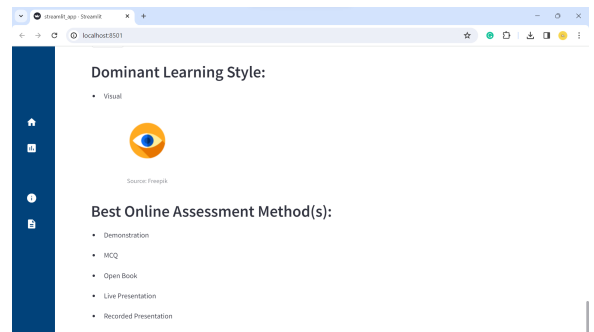 streamlit_app · Streamlit
localhost:8501
Dominant Learning Style:
• Visual
Source: Freepik
Best Online Assessment Method(s):
• Demonstration
• MCQ
• Open Book
• Live Presentation
• Recorded Presentation